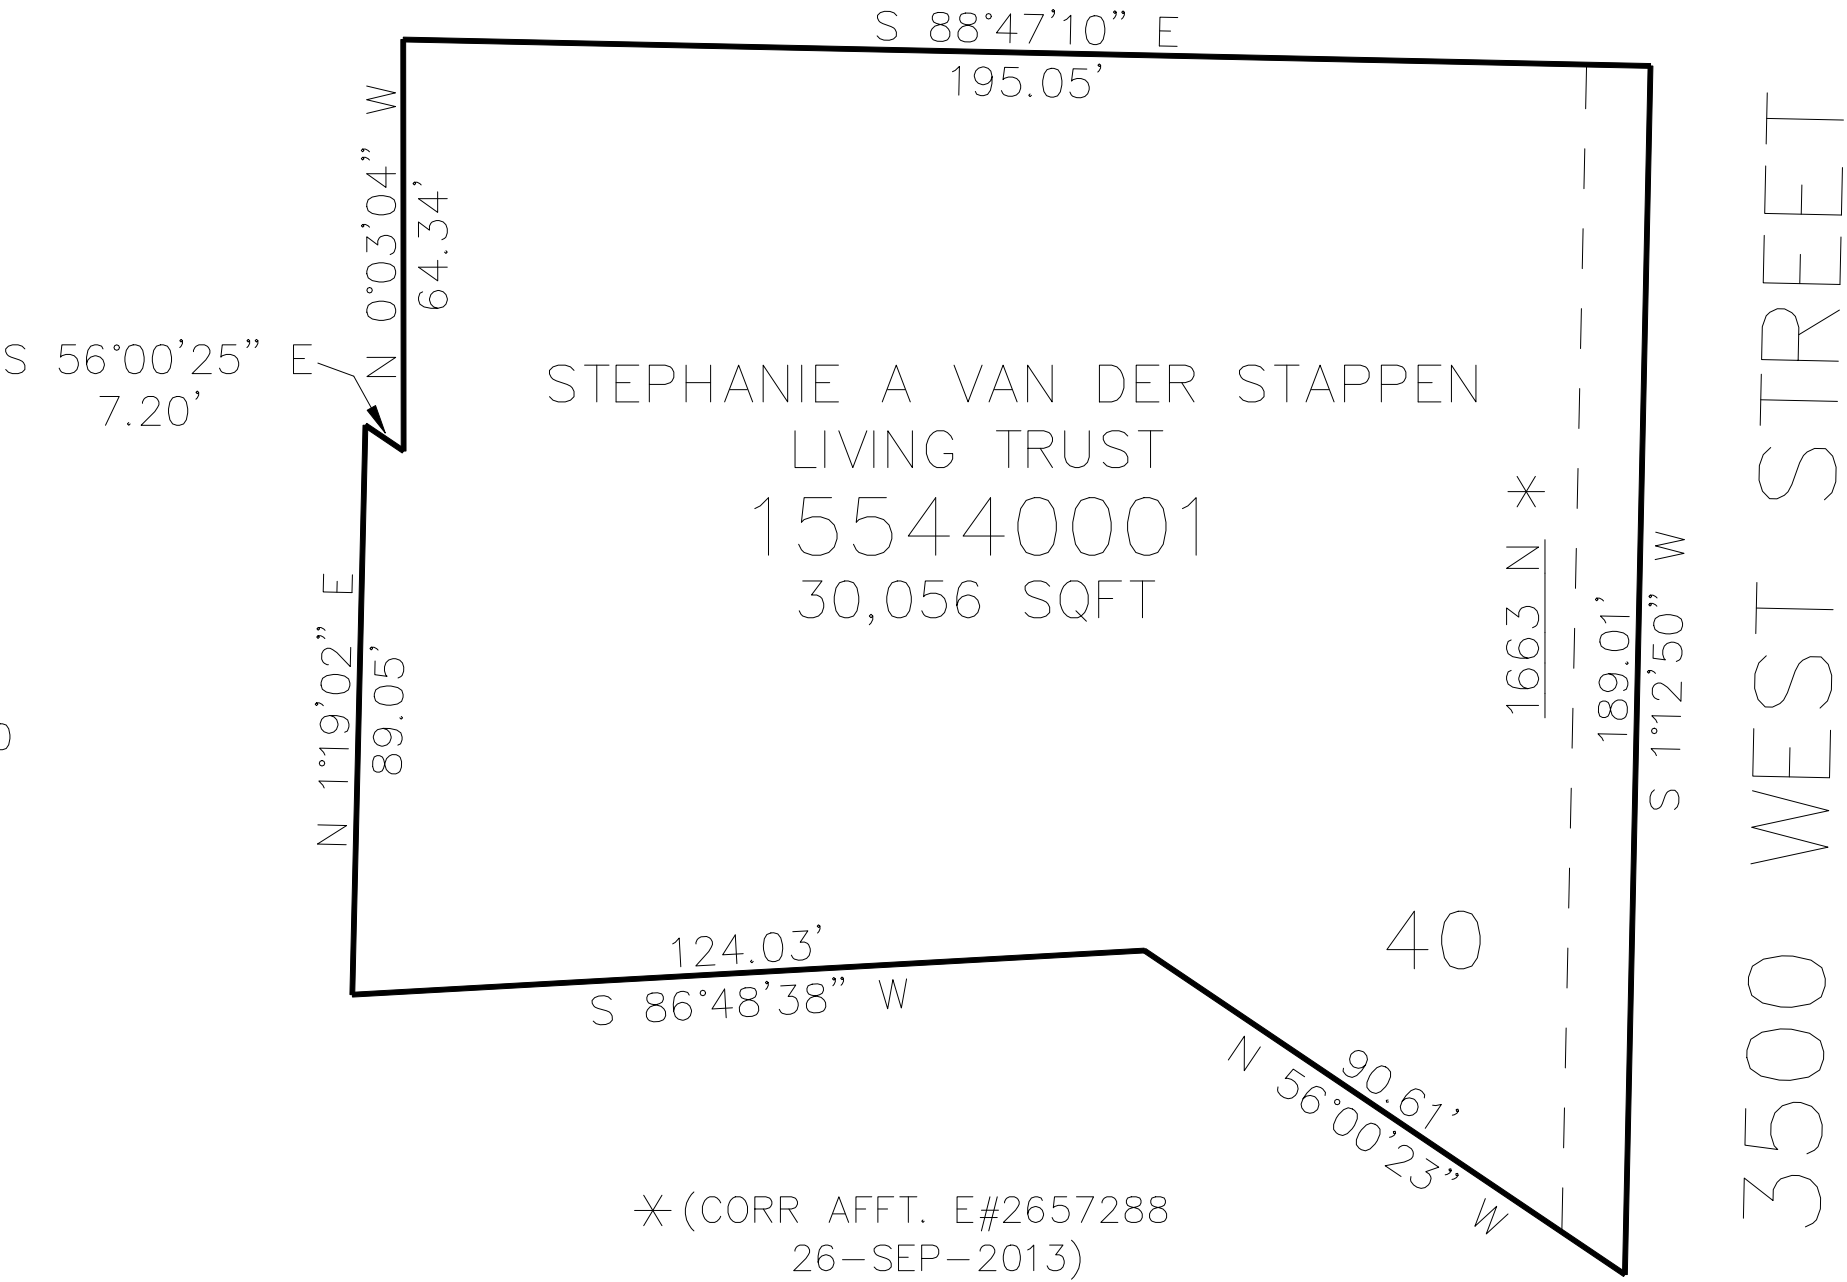 S 88°47'10" E
195.05'
N 0°03'04" W
64.34'
S 56°00'25" E
7.20'
STEPHANIE A VAN DER STAPPEN
LIVING TRUST
155440001
30,056 SQFT
1663 N *
189.01'
S 1°12'50" W
3500 WEST STREET
N 1°19'02" E
89.05'
0
124.03'
S 86°48'38" W
40
90.61'
N 56°00'23" W
*(CORR AFFT. E#2657288
26-SEP-2013)